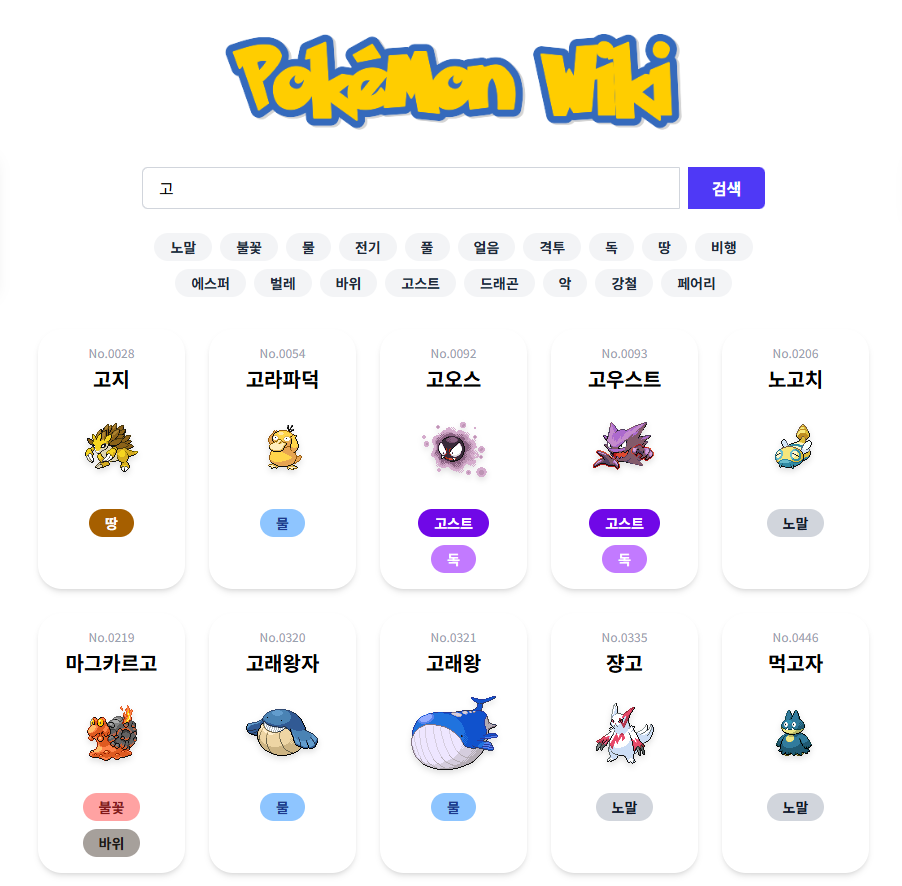 Pokémon Wiki
고 검색
노말 불꽃 물 전기 풀 얼음 격투 독 땅 비행
에스퍼 벌레 바위 고스트 드래곤 악 강철 페어리
No.0028 No.0054 No.0092 No.0093 No.0206
고지 고라파덕 고오스 고우스트 노고치
땅 물 고스트 고스트 노말
독 독
No.0219 No.0320 No.0321 No.0335 No.0446
마그카르고 고래왕자 고래왕 쟝고 먹고자
불꽃 물 물 노말 노말
바위